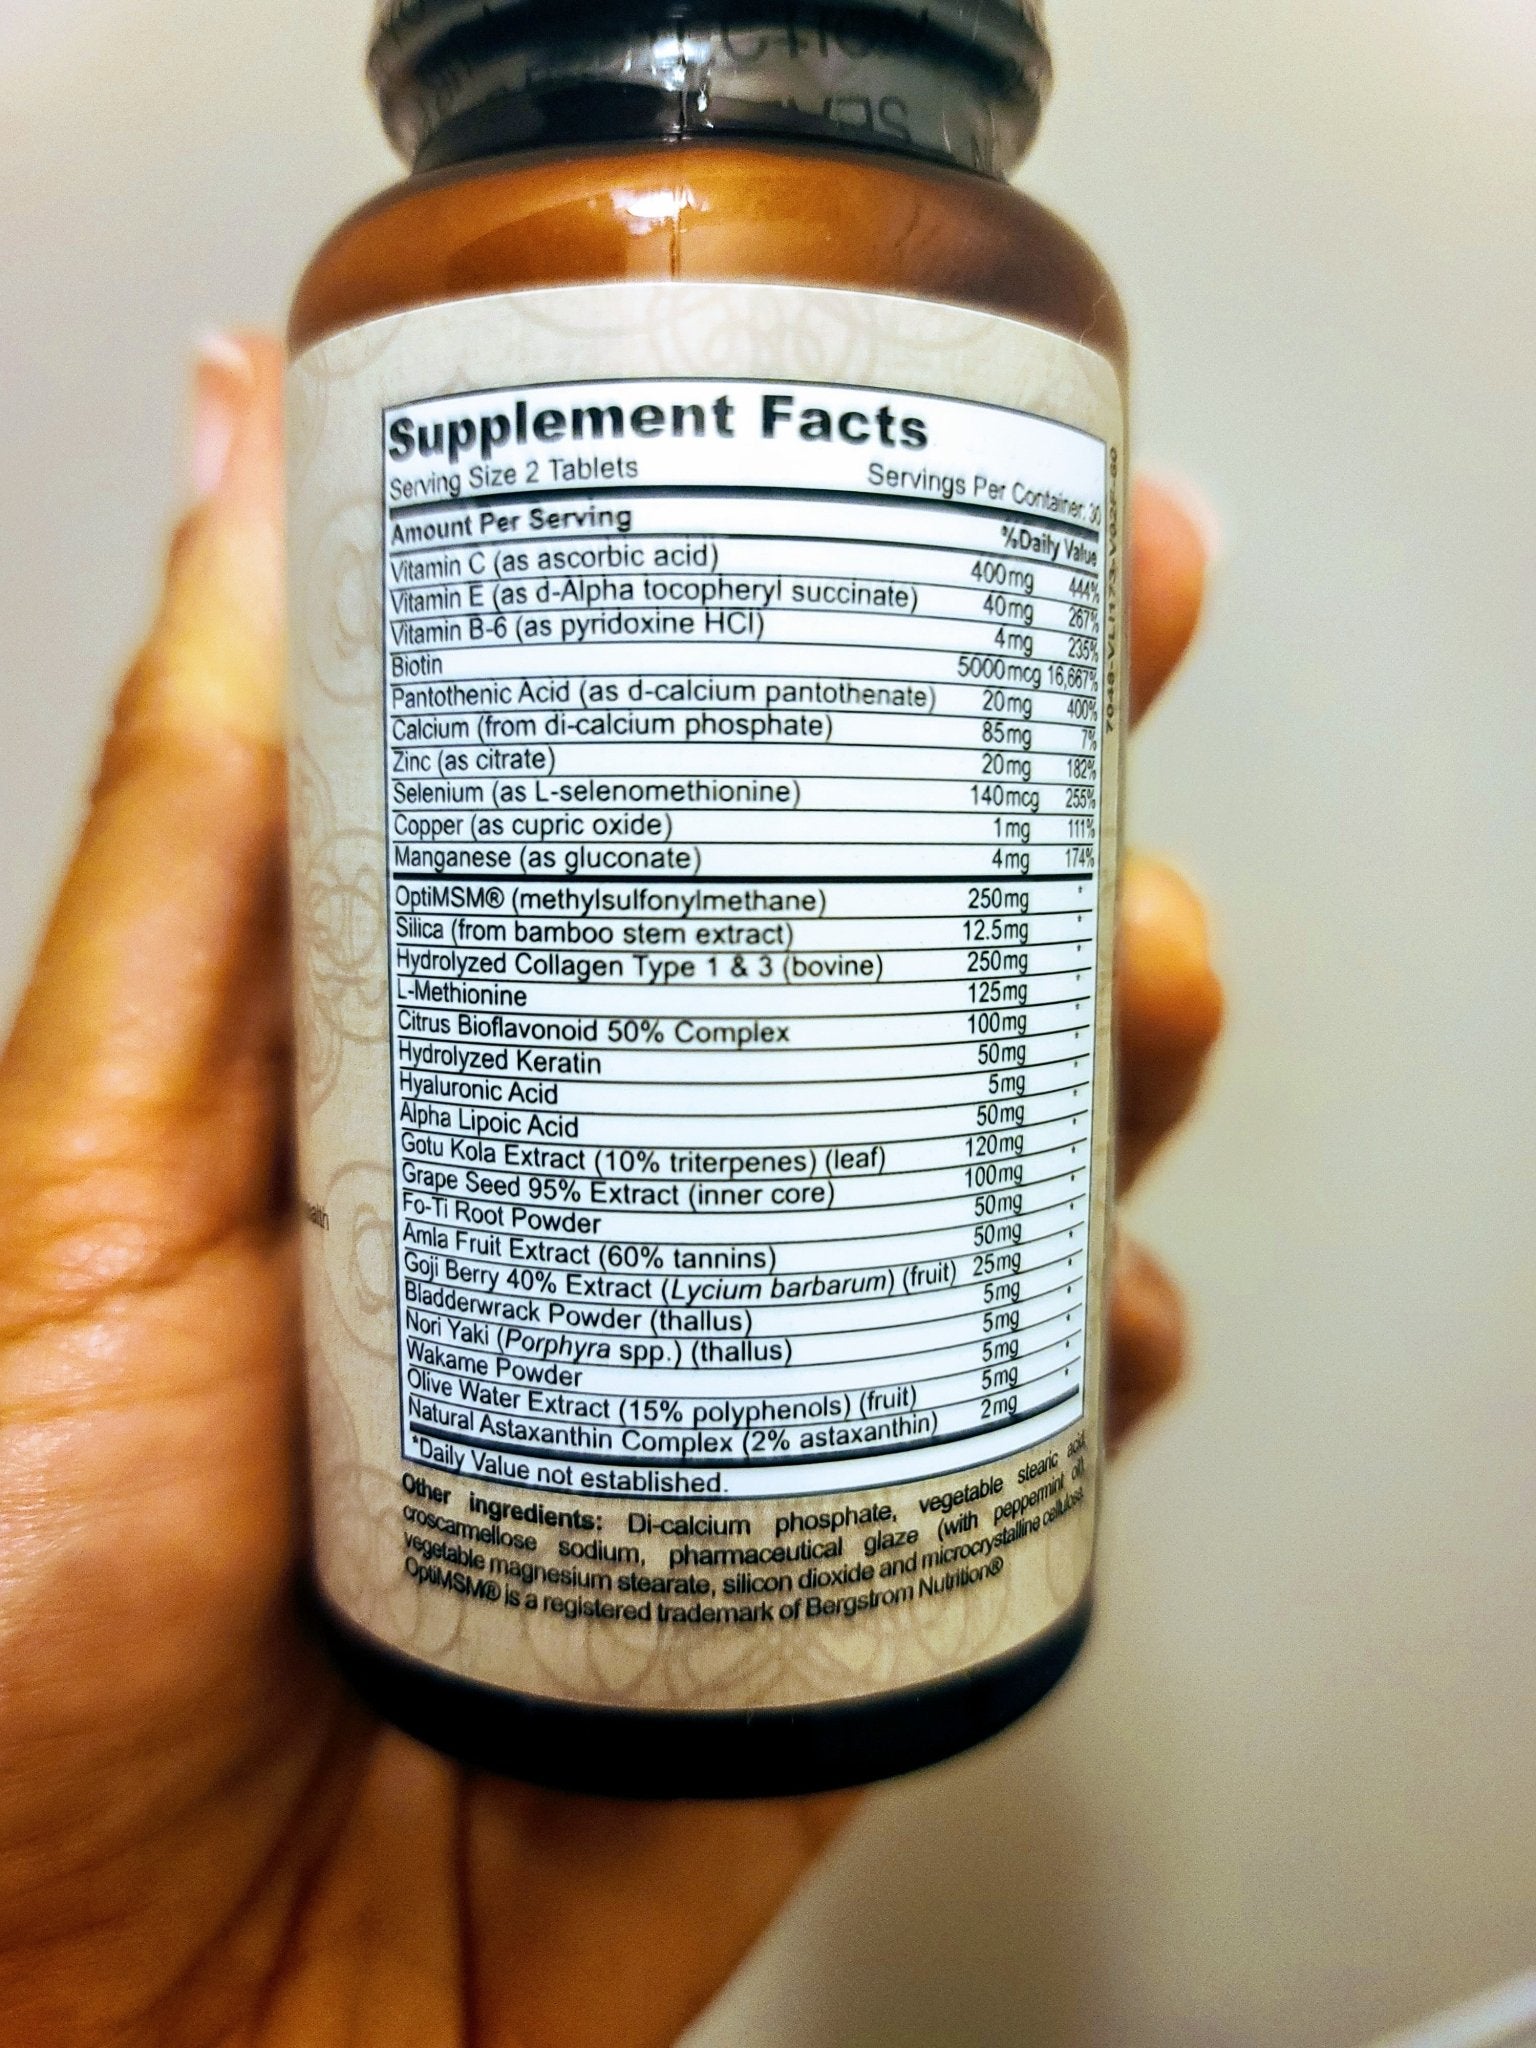 Supplement Facts
Serving Size 2 Tablets Servings Per Container: 30
Amount Per Serving %Daily Value
Vitamin C (as ascorbic acid) 400mg 444%
Vitamin E (as d-Alpha tocopheryl succinate) 40mg 267%
Vitamin B-6 (as pyridoxine HCl) 4mg 235%
Biotin 5000mcg 16,667%
Pantothenic Acid (as d-calcium pantothenate) 20mg 400%
Calcium (from di-calcium phosphate) 85mg 7%
Zinc (as citrate) 20mg 182%
Selenium (as L-selenomethionine) 140mcg 255%
Copper (as cupric oxide) 1mg 111%
Manganese (as gluconate) 4mg 174%
OptiMSM® (methylsulfonylmethane) 250mg *
Silica (from bamboo stem extract) 12.5mg *
Hydrolyzed Collagen Type 1 & 3 (bovine) 250mg *
L-Methionine 125mg *
Citrus Bioflavonoid 50% Complex 100mg *
Hydrolyzed Keratin 50mg *
Hyaluronic Acid 5mg *
Alpha Lipoic Acid 50mg *
Gotu Kola Extract (10% triterpenes) (leaf) 120mg *
Grape Seed 95% Extract (inner core) 100mg *
Fo-Ti Root Powder 50mg *
Amla Fruit Extract (60% tannins) 50mg *
Goji Berry 40% Extract (Lycium barbarum) (fruit) 25mg *
Bladderwrack Powder (thallus) 5mg *
Nori Yaki (Porphyra spp.) (thallus) 5mg *
Wakame Powder 5mg *
Olive Water Extract (15% polyphenols) (fruit) 5mg *
Natural Astaxanthin Complex (2% astaxanthin) 2mg *
*Daily Value not established.
Other ingredients: Di-calcium phosphate, vegetable stearic acid,
croscarmellose sodium, pharmaceutical glaze (with peppermint oil),
vegetable magnesium stearate, silicon dioxide and microcrystalline cellulose.
OptiMSM® is a registered trademark of Bergstrom Nutrition®